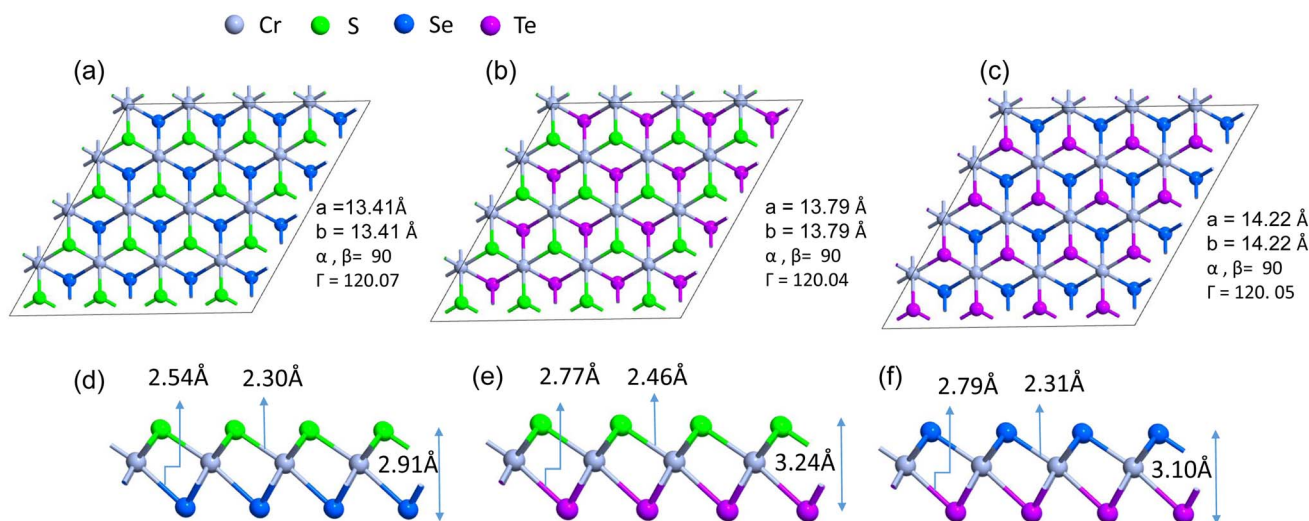 Cr S Se Te
(a)
a =13.41Å
b = 13.41 Å
α , β= 90
Γ = 120.07
(b)
a = 13.79 Å
b = 13.79 Å
α , β= 90
Γ = 120.04
(c)
a = 14.22 Å
b = 14.22 Å
α , β= 90
Γ = 120. 05
(d)
2.54Å 2.30Å
2.91Å
(e)
2.77Å 2.46Å
3.24Å
(f)
2.79Å 2.31Å
3.10Å